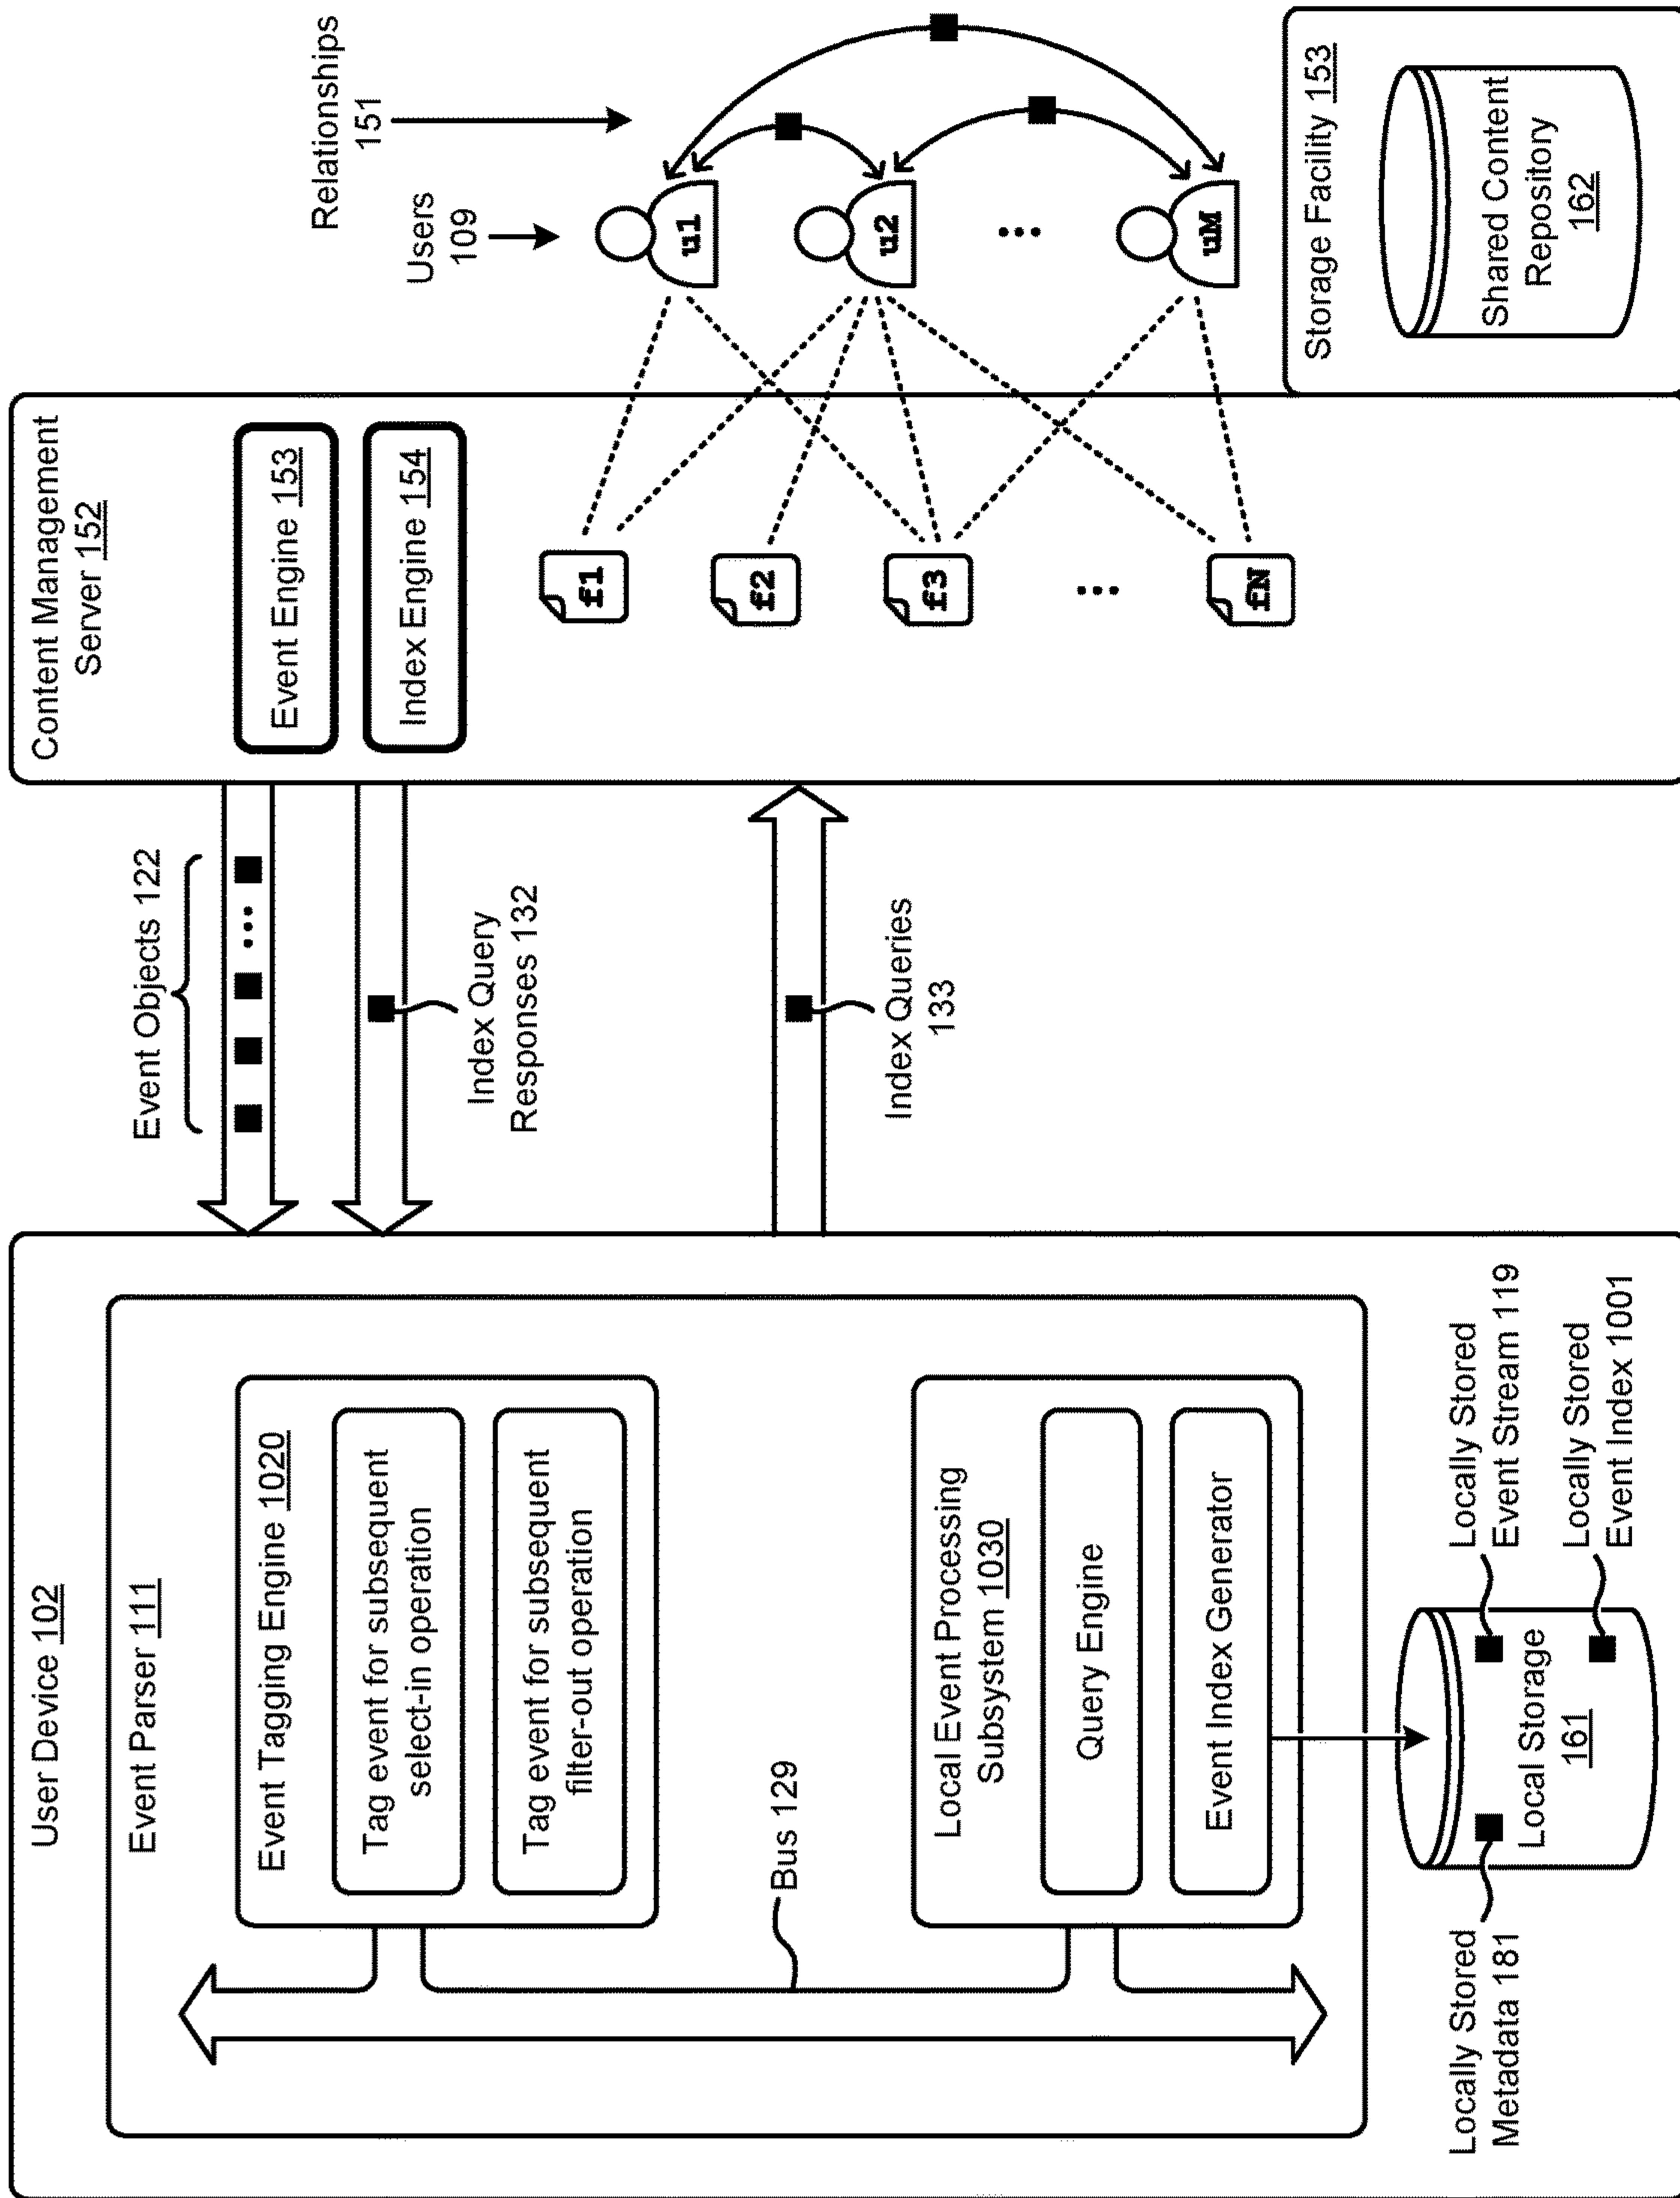 User Device 102
Event Parser 111
Event Tagging Engine 1020
Tag event for subsequent
select-in operation
Tag event for subsequent
filter-out operation
Bus 129
Local Event Processing
Subsystem 1030
Query Engine
Event Index Generator
Locally Stored
Metadata 181
Local Storage
161
Locally Stored
Event Stream 119
Locally Stored
Event Index 1001
Event Objects 122
Index Query
Responses 132
Index Queries
133
Content Management
Server 152
Event Engine 153
Index Engine 154
f1
f2
f3
fN
Users
109
Relationships
151
u1
u2
uM
Storage Facility 153
Shared Content
Repository
162